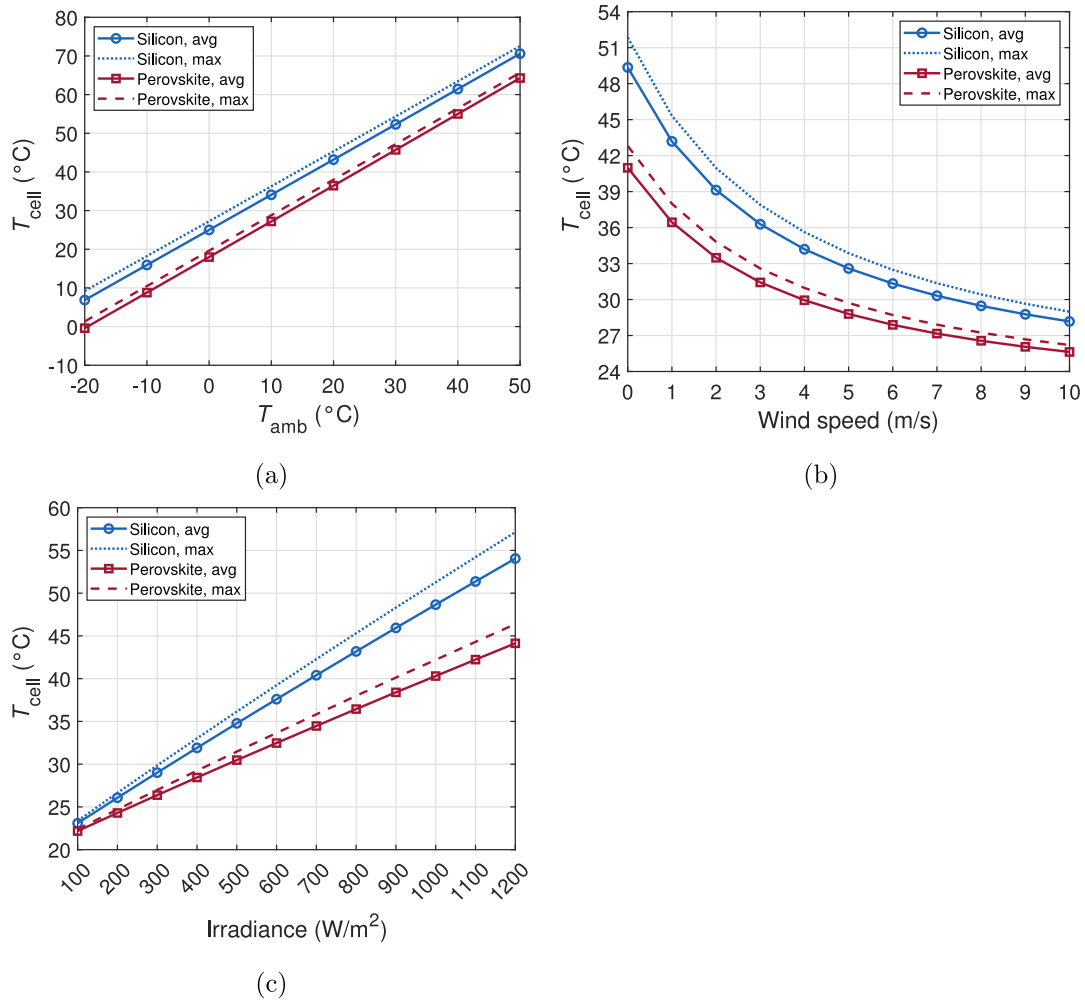 80
70
60
50
40
30
20
10
0
-10
T_cell (°C)
Silicon, avg
Silicon, max
Perovskite, avg
Perovskite, max
-20 -10 0 10 20 30 40 50
T_amb (°C)
(a)
54
51
48
45
42
39
36
33
30
27
24
T_cell (°C)
Silicon, avg
Silicon, max
Perovskite, avg
Perovskite, max
0 1 2 3 4 5 6 7 8 9 10
Wind speed (m/s)
(b)
60
55
50
45
40
35
30
25
20
T_cell (°C)
Silicon, avg
Silicon, max
Perovskite, avg
Perovskite, max
100 200 300 400 500 600 700 800 900 1000 1100 1200
Irradiance (W/m²)
(c)